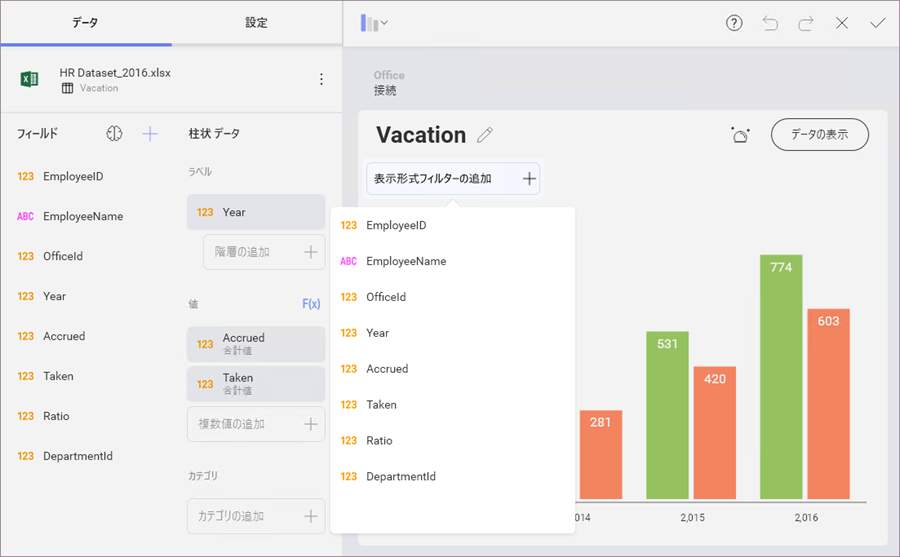 データ
設定
HR Dataset_2016.xlsx
Vacation
フィールド
123 EmployeeID
ABC EmployeeName
123 OfficeId
123 Year
123 Accrued
123 Taken
123 Ratio
123 DepartmentId
柱状 データ
ラベル
123 Year
階層の追加
値
F(x)
123 Accrued
合計値
123 Taken
合計値
複数値の追加
カテゴリ
カテゴリの追加
Office
接続
Vacation
データの表示
表示形式フィルターの追加
123 EmployeeID
ABC EmployeeName
123 OfficeId
123 Year
123 Accrued
123 Taken
123 Ratio
123 DepartmentId
281
531
420
774
603
014
2,015
2,016